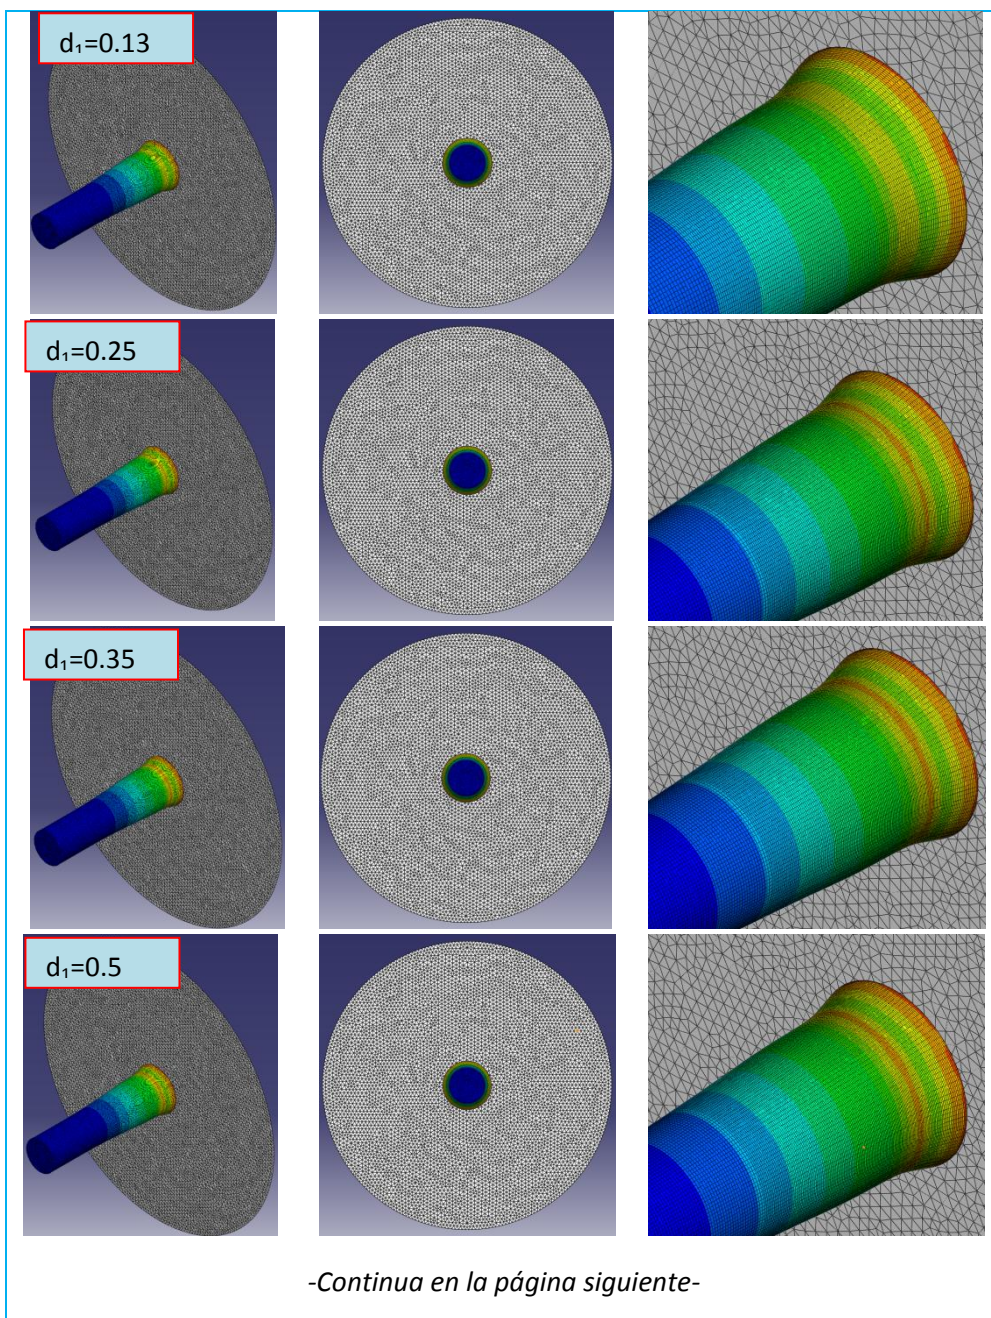 d₁=0.13
d₁=0.25
d₁=0.35
d₁=0.5
-Continua en la página siguiente-